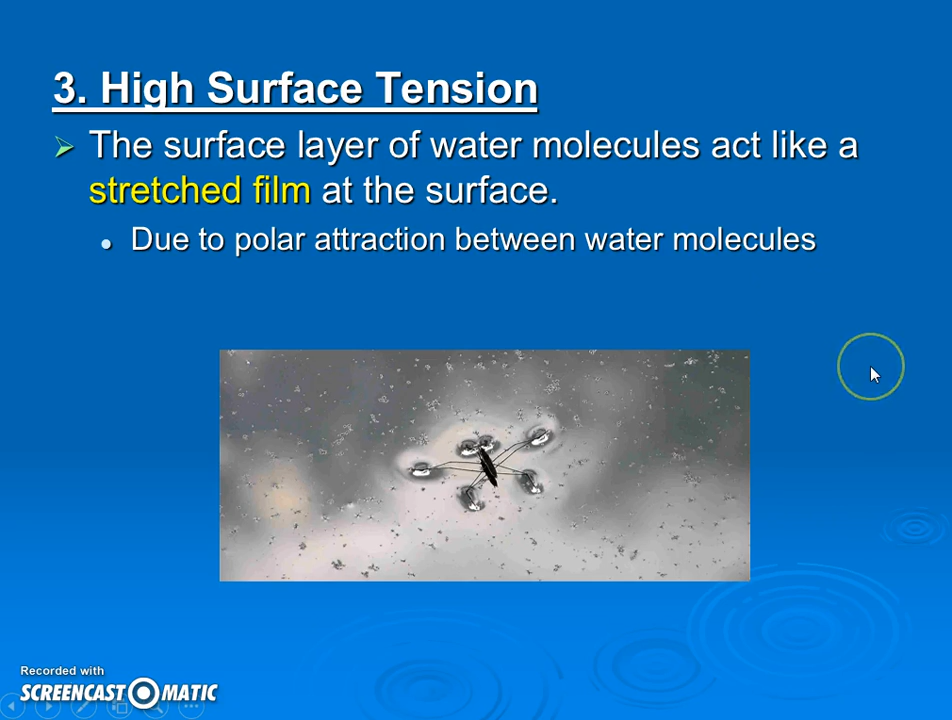 3. High Surface Tension
The surface layer of water molecules act like a
stretched film at the surface.
Due to polar attraction between water molecules
Recorded with
SCREENCAST O MATIC